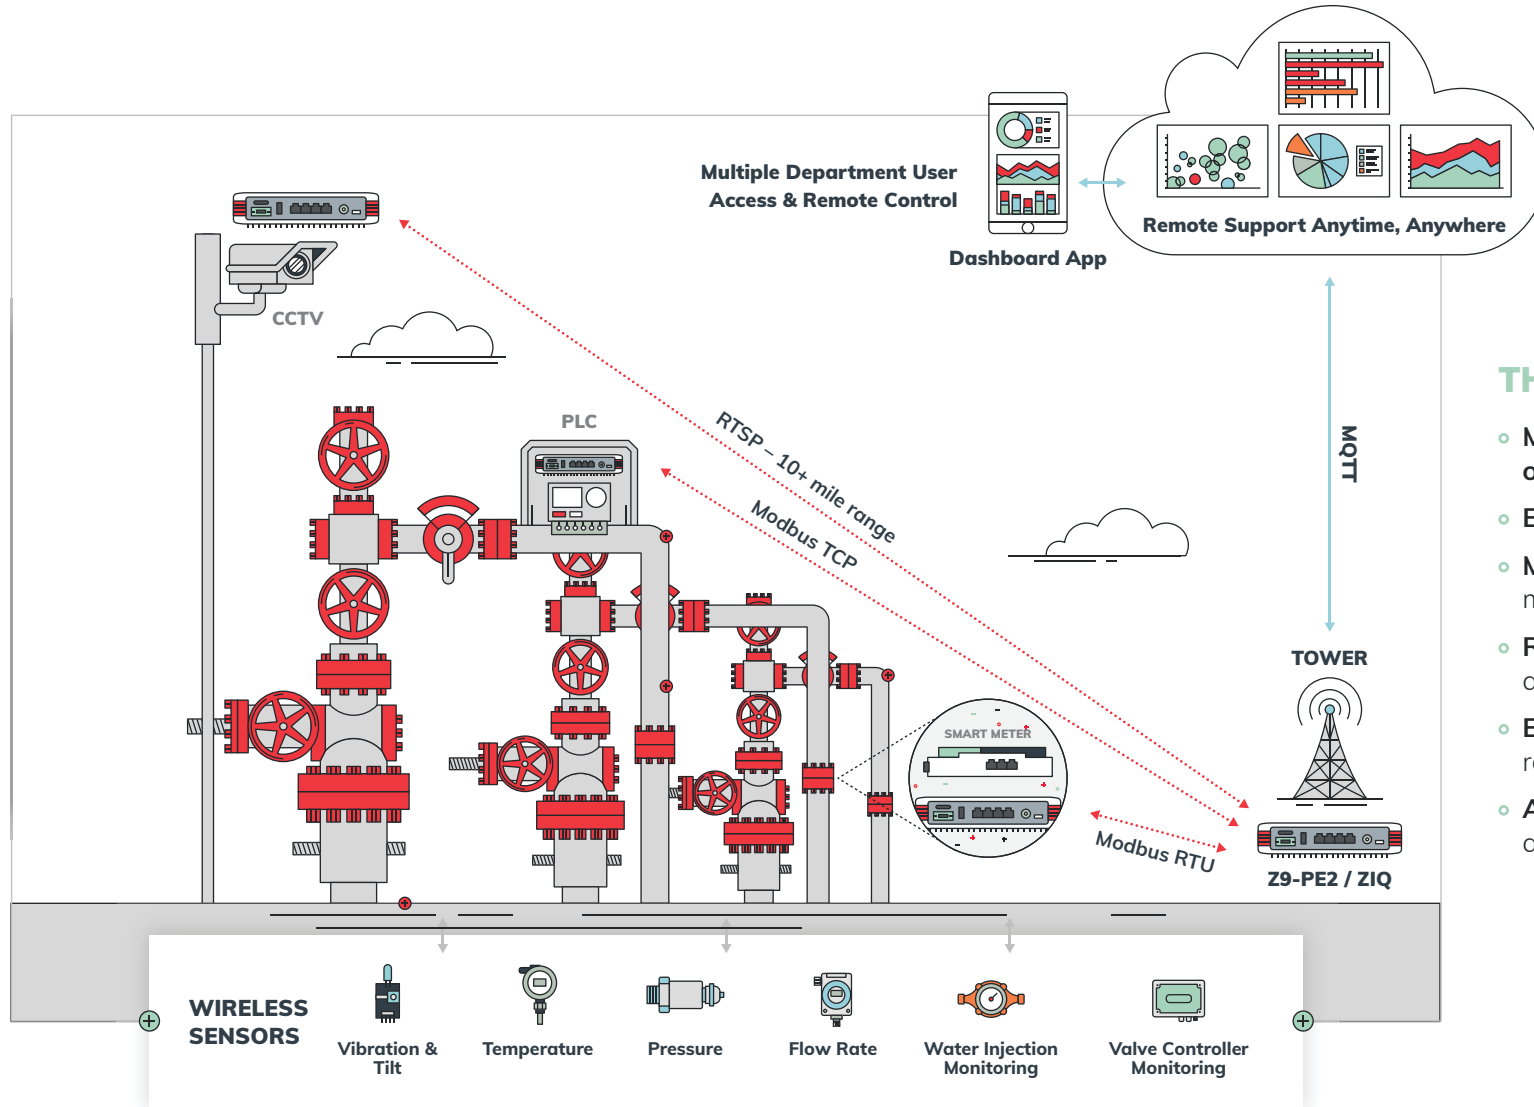 Multiple Department User
Access & Remote Control
Dashboard App
Remote Support Anytime, Anywhere
CCTV
PLC
RTSP – 10+ mile range
Modbus TCP
MQTT
TOWER
SMART METER
Modbus RTU
Z9-PE2 / ZIQ
WIRELESS
SENSORS
Vibration &
Tilt
Temperature
Pressure
Flow Rate
Water Injection
Monitoring
Valve Controller
Monitoring